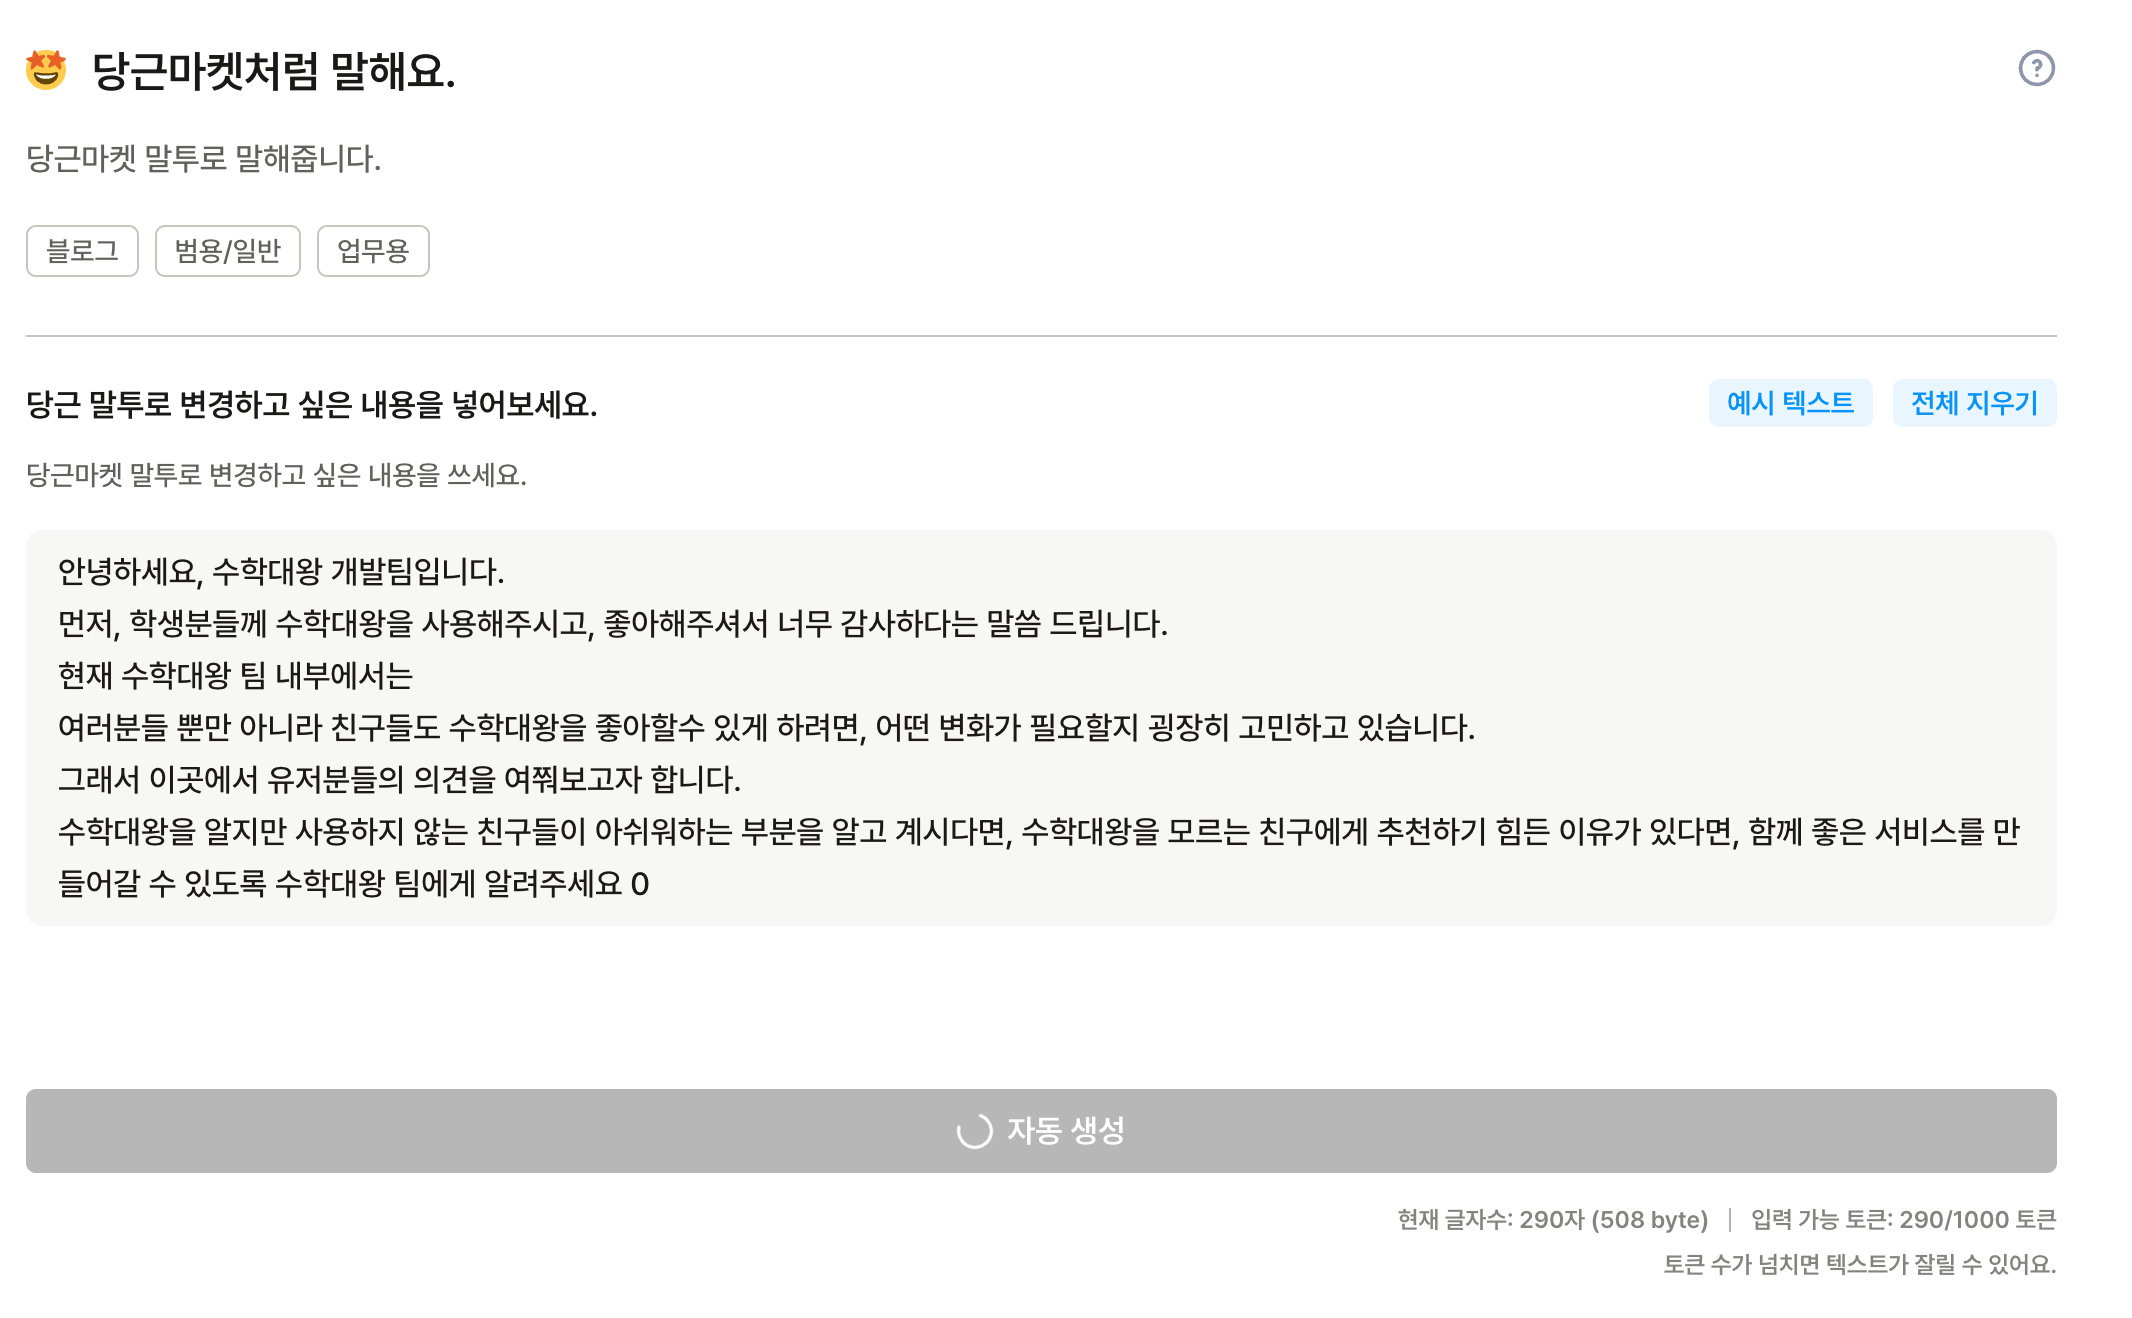 당근마켓처럼 말해요.
당근마켓 말투로 말해줍니다.
블로그 범용/일반 업무용
당근 말투로 변경하고 싶은 내용을 넣어보세요. 예시 텍스트 전체 지우기
당근마켓 말투로 변경하고 싶은 내용을 쓰세요.
안녕하세요, 수학대왕 개발팀입니다.
먼저, 학생분들께 수학대왕을 사용해주시고, 좋아해주셔서 너무 감사하다는 말씀 드립니다.
현재 수학대왕 팀 내부에서는
여러분들 뿐만 아니라 친구들도 수학대왕을 좋아할수 있게 하려면, 어떤 변화가 필요할지 굉장히 고민하고 있습니다.
그래서 이곳에서 유저분들의 의견을 여쭤보고자 합니다.
수학대왕을 알지만 사용하지 않는 친구들이 아쉬워하는 부분을 알고 계시다면, 수학대왕을 모르는 친구에게 추천하기 힘든 이유가 있다면, 함께 좋은 서비스를 만
들어갈 수 있도록 수학대왕 팀에게 알려주세요 0
자동 생성
현재 글자수: 290자 (508 byte) | 입력 가능 토큰: 290/1000 토큰
토큰 수가 넘치면 텍스트가 잘릴 수 있어요.